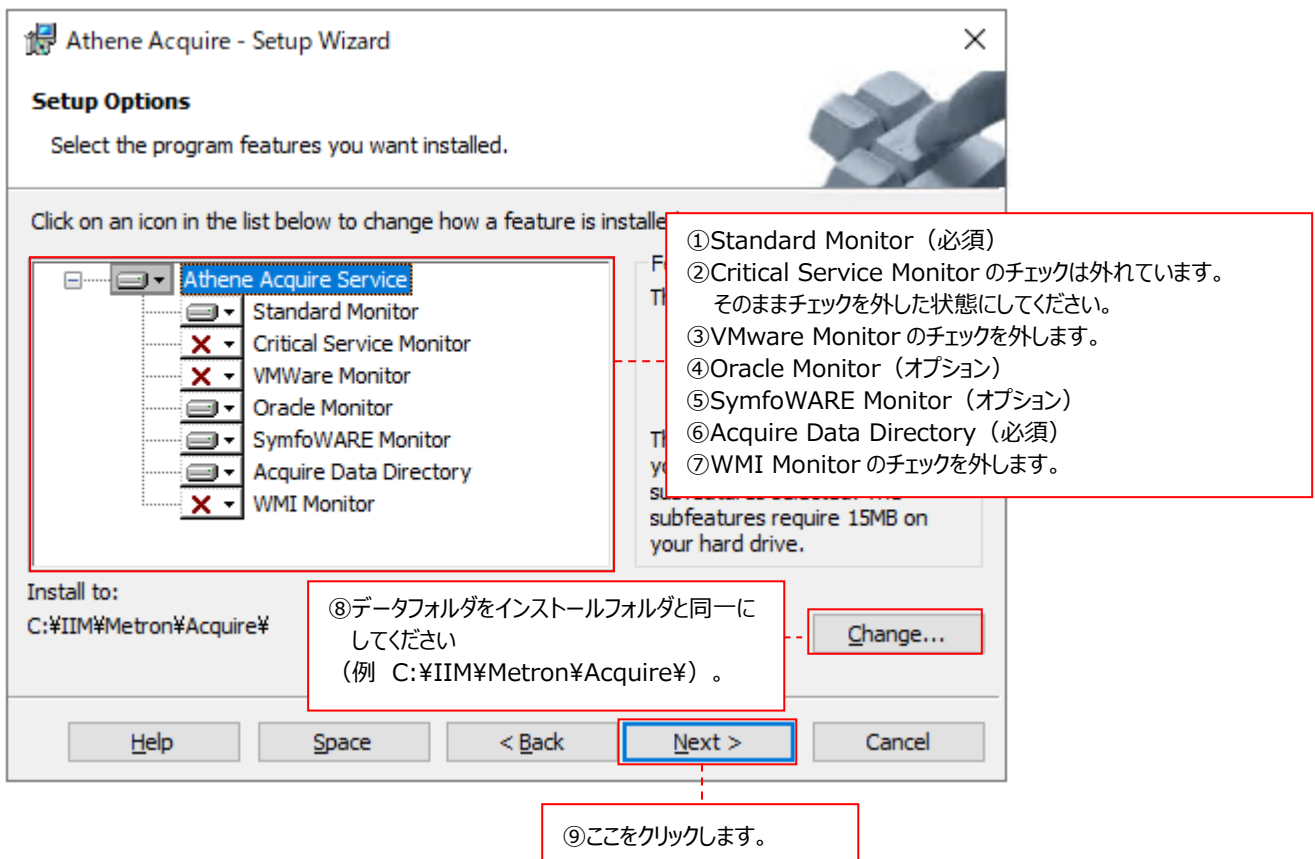 Athene Acquire - Setup Wizard
Setup Options
Select the program features you want installed.
Click on an icon in the list below to change how a feature is installe
Athene Acquire Service
Standard Monitor
Critical Service Monitor
VMWare Monitor
Oracle Monitor
SymfoWARE Monitor
Acquire Data Directory
WMI Monitor
①Standard Monitor（必須）
②Critical Service Monitor のチェックは外れています。
そのままチェックを外した状態にしてください。
③VMware Monitor のチェックを外します。
④Oracle Monitor（オプション）
⑤SymfoWARE Monitor（オプション）
⑥Acquire Data Directory（必須）
⑦WMI Monitor のチェックを外します。
subfeatures require 15MB on
your hard drive.
Install to:
C:¥IIM¥Metron¥Acquire¥
⑧データフォルダをインストールフォルダと同一に
してください
（例 C:¥IIM¥Metron¥Acquire¥）。
Change...
Help
Space
< Back
Next >
Cancel
⑨ここをクリックします。